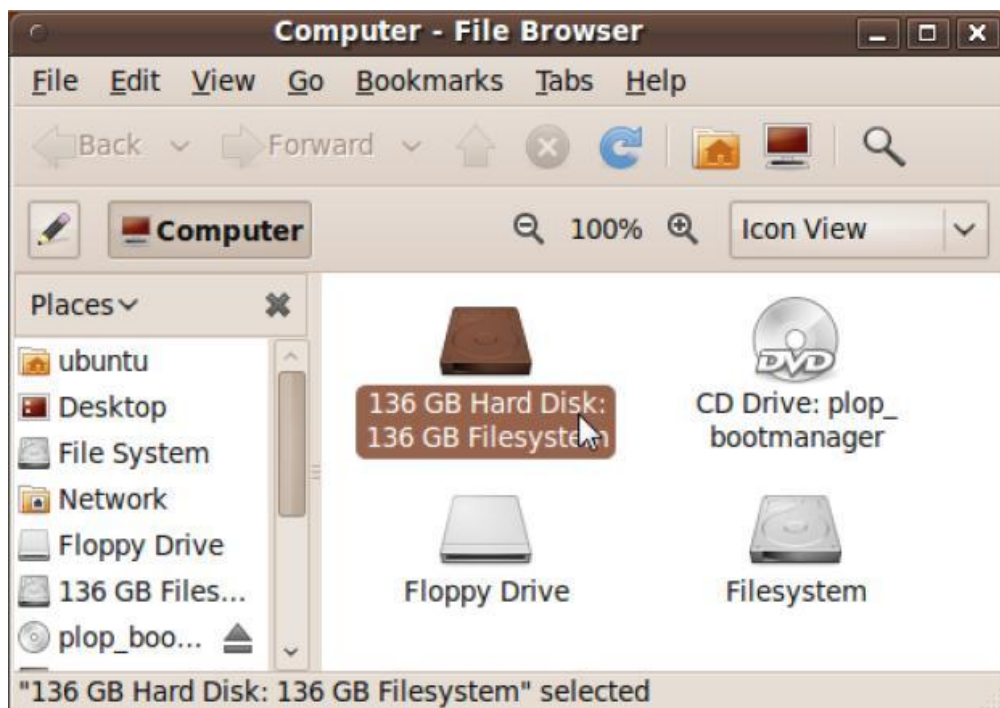 Computer - File Browser
File Edit View Go Bookmarks Tabs Help
Back Forward
Computer 100% Icon View
Places
ubuntu
Desktop
File System
Network
Floppy Drive
136 GB Files...
plop_boo...
136 GB Hard Disk:
136 GB Filesystem
CD Drive: plop_
bootmanager
DVD
Floppy Drive
Filesystem
"136 GB Hard Disk: 136 GB Filesystem" selected